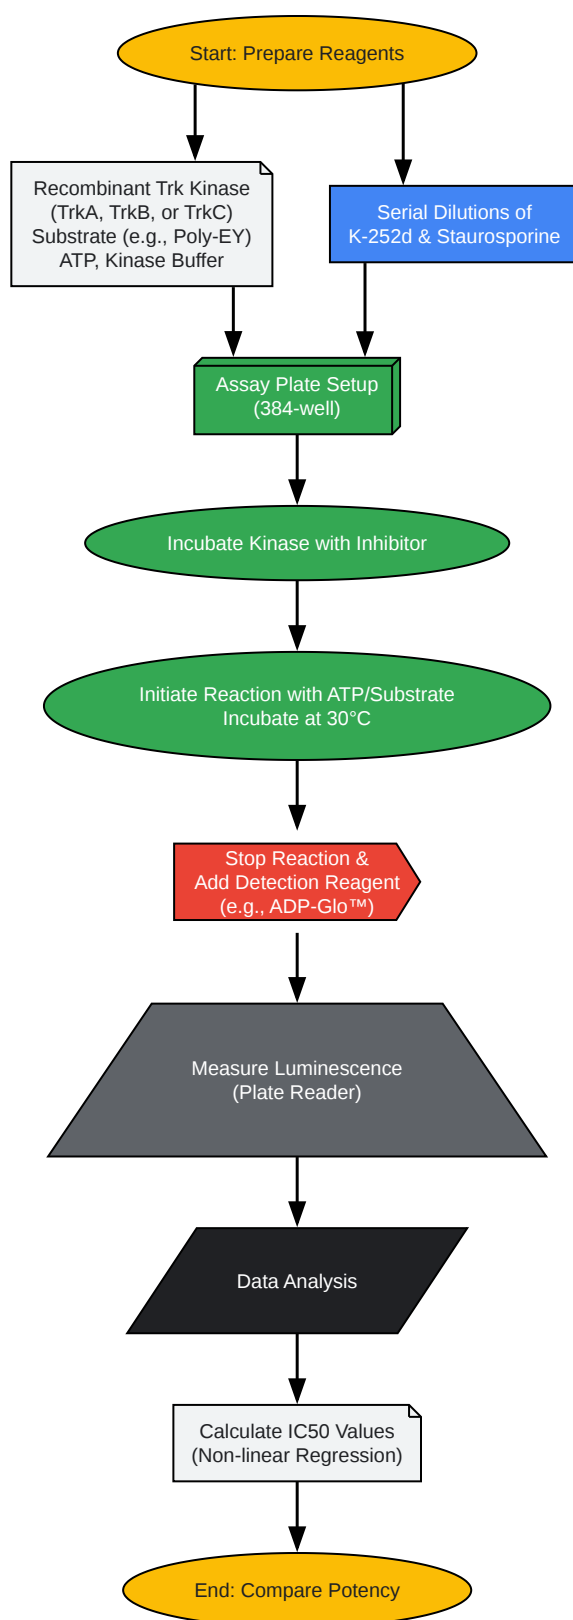 Start: Prepare Reagents
Recombinant Trk Kinase
(TrkA, TrkB, or TrkC)
Substrate (e.g., Poly-EY)
ATP, Kinase Buffer
Serial Dilutions of
K-252d & Staurosporine
Assay Plate Setup
(384-well)
Incubate Kinase with Inhibitor
Initiate Reaction with ATP/Substrate
Incubate at 30°C
Stop Reaction &
Add Detection Reagent
(e.g., ADP-Glo™)
Measure Luminescence
(Plate Reader)
Data Analysis
Calculate IC50 Values
(Non-linear Regression)
End: Compare Potency